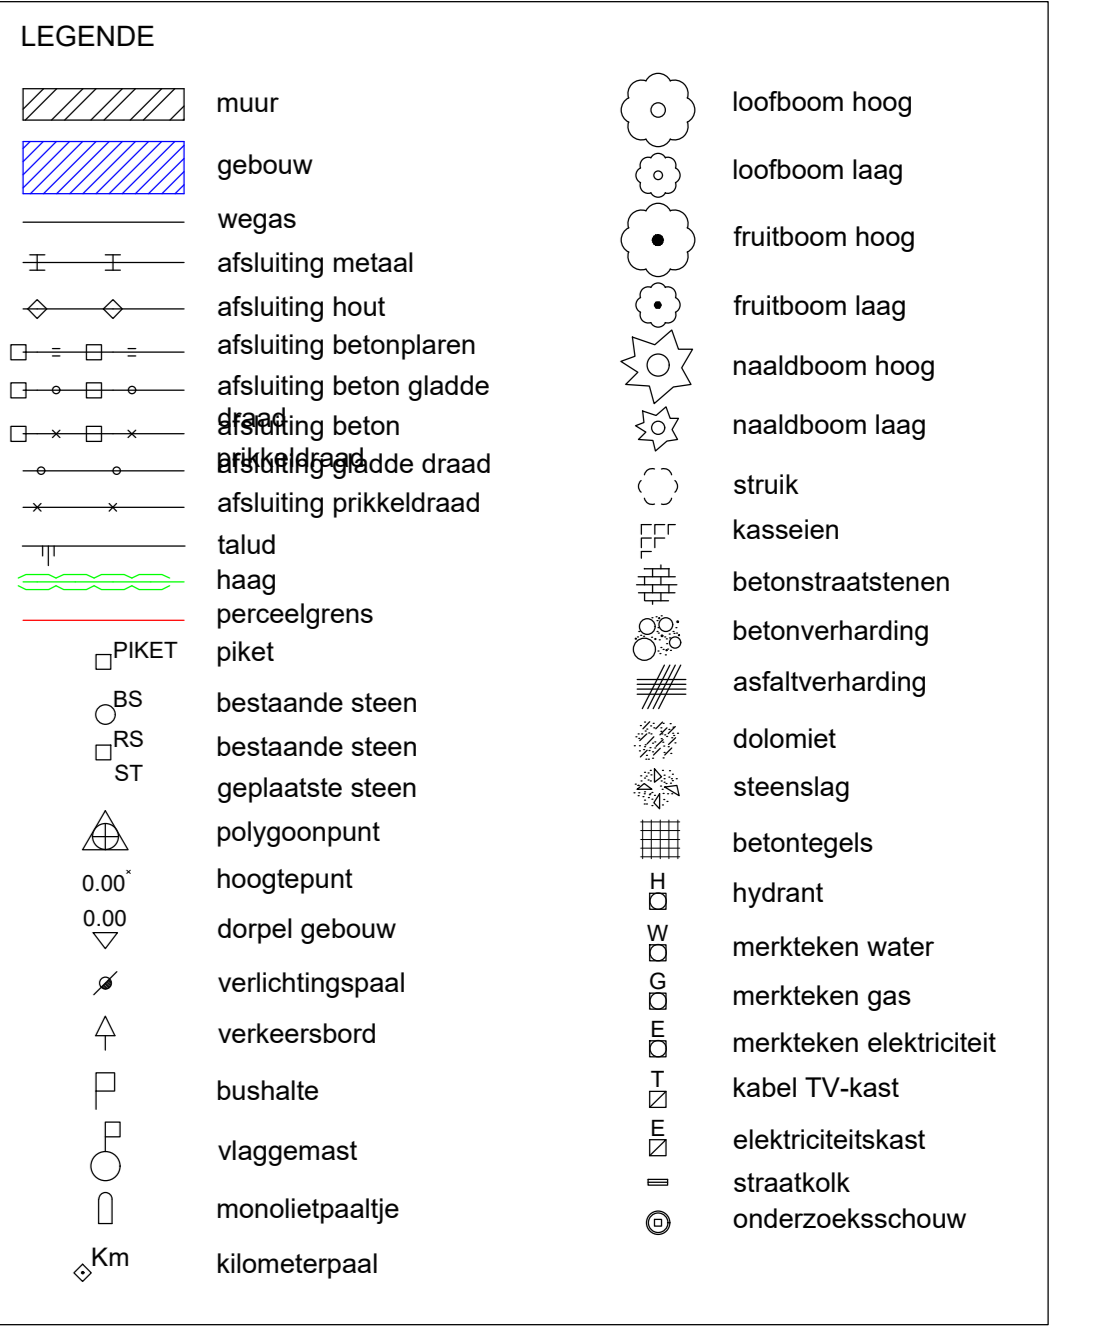 LEGENDE
muur
gebouw
wegas
afsluiting metaal
afsluiting hout
afsluiting betonplaren
afsluiting beton gladde
draad
afsluiting beton
prikkeldraad
afsluiting gladde draad
afsluiting prikkeldraad
talud
haag
perceelgrens
PIKET piket
BS bestaande steen
RS bestaande steen
ST geplaatste steen
polygoonpunt
0.00 hoogtepunt
0.00 dorpel gebouw
verlichtingspaal
verkeersbord
bushalte
vlaggemast
monolietpaaltje
Km kilometerpaal
loofboom hoog
loofboom laag
fruitboom hoog
fruitboom laag
naaldboom hoog
naaldboom laag
struik
kasseien
betonstraatstenen
betonverharding
asfaltverharding
dolomiet
steenslag
betontegels
H hydrant
W merkteken water
G merkteken gas
E merkteken elektriciteit
T kabel TV-kast
E elektriciteitskast
straatkolk
onderzoeksschouw